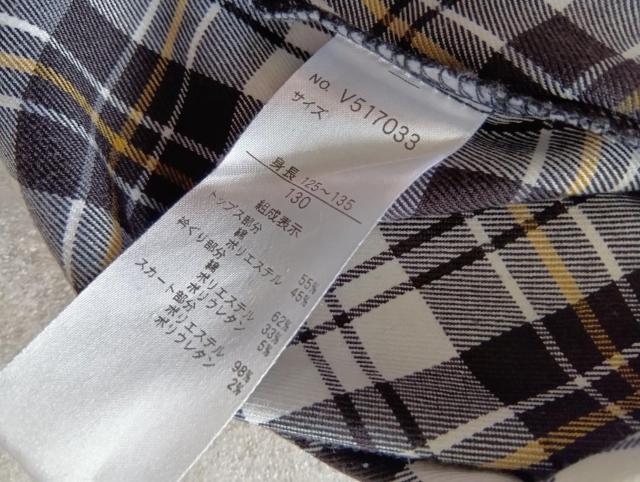 NO. V517033
サイズ
身長 125~135
130
組成表示
トップス部分
綿 55%
ポリエステル 45%
衿ぐり部分
綿 62%
ポリエステル 33%
ポリウレタン 5%
スカート部分
ポリエステル 98%
ポリウレタン 2%